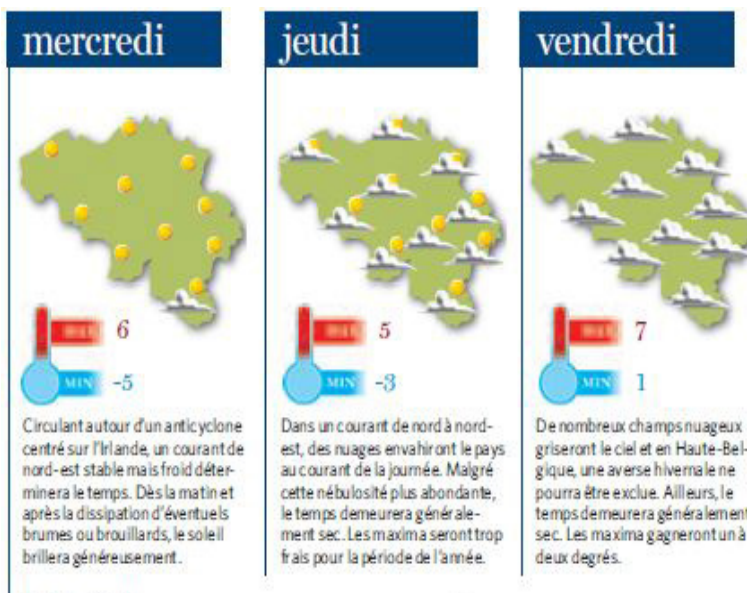 mercredi
6
MIN -5
Circulant autour d'un anticyclone
centré sur l'Irlande, un courant de
nord-est stable mais froid déter-
minera le temps. Dès la matin et
après la dissipation d'éventuels
brumes ou brouillards, le soleil
brillera généreusement.
jeudi
5
MIN -3
Dans un courant de nord à nord-
est, des nuages envahiront le pays
au courant de la journée. Malgré
cette nébulosité plus abondante,
le temps demeurera générale-
ment sec. Les maxima seront trop
frais pour la période de l'année.
vendredi
7
MIN 1
De nombreux champs nuageux
griseront le ciel et en Haute-Bel-
gique, une averse hivernale ne
pourra être exclue. Ailleurs, le
temps demeurera généralement
sec. Les maxima gagneront un à
deux degrés.